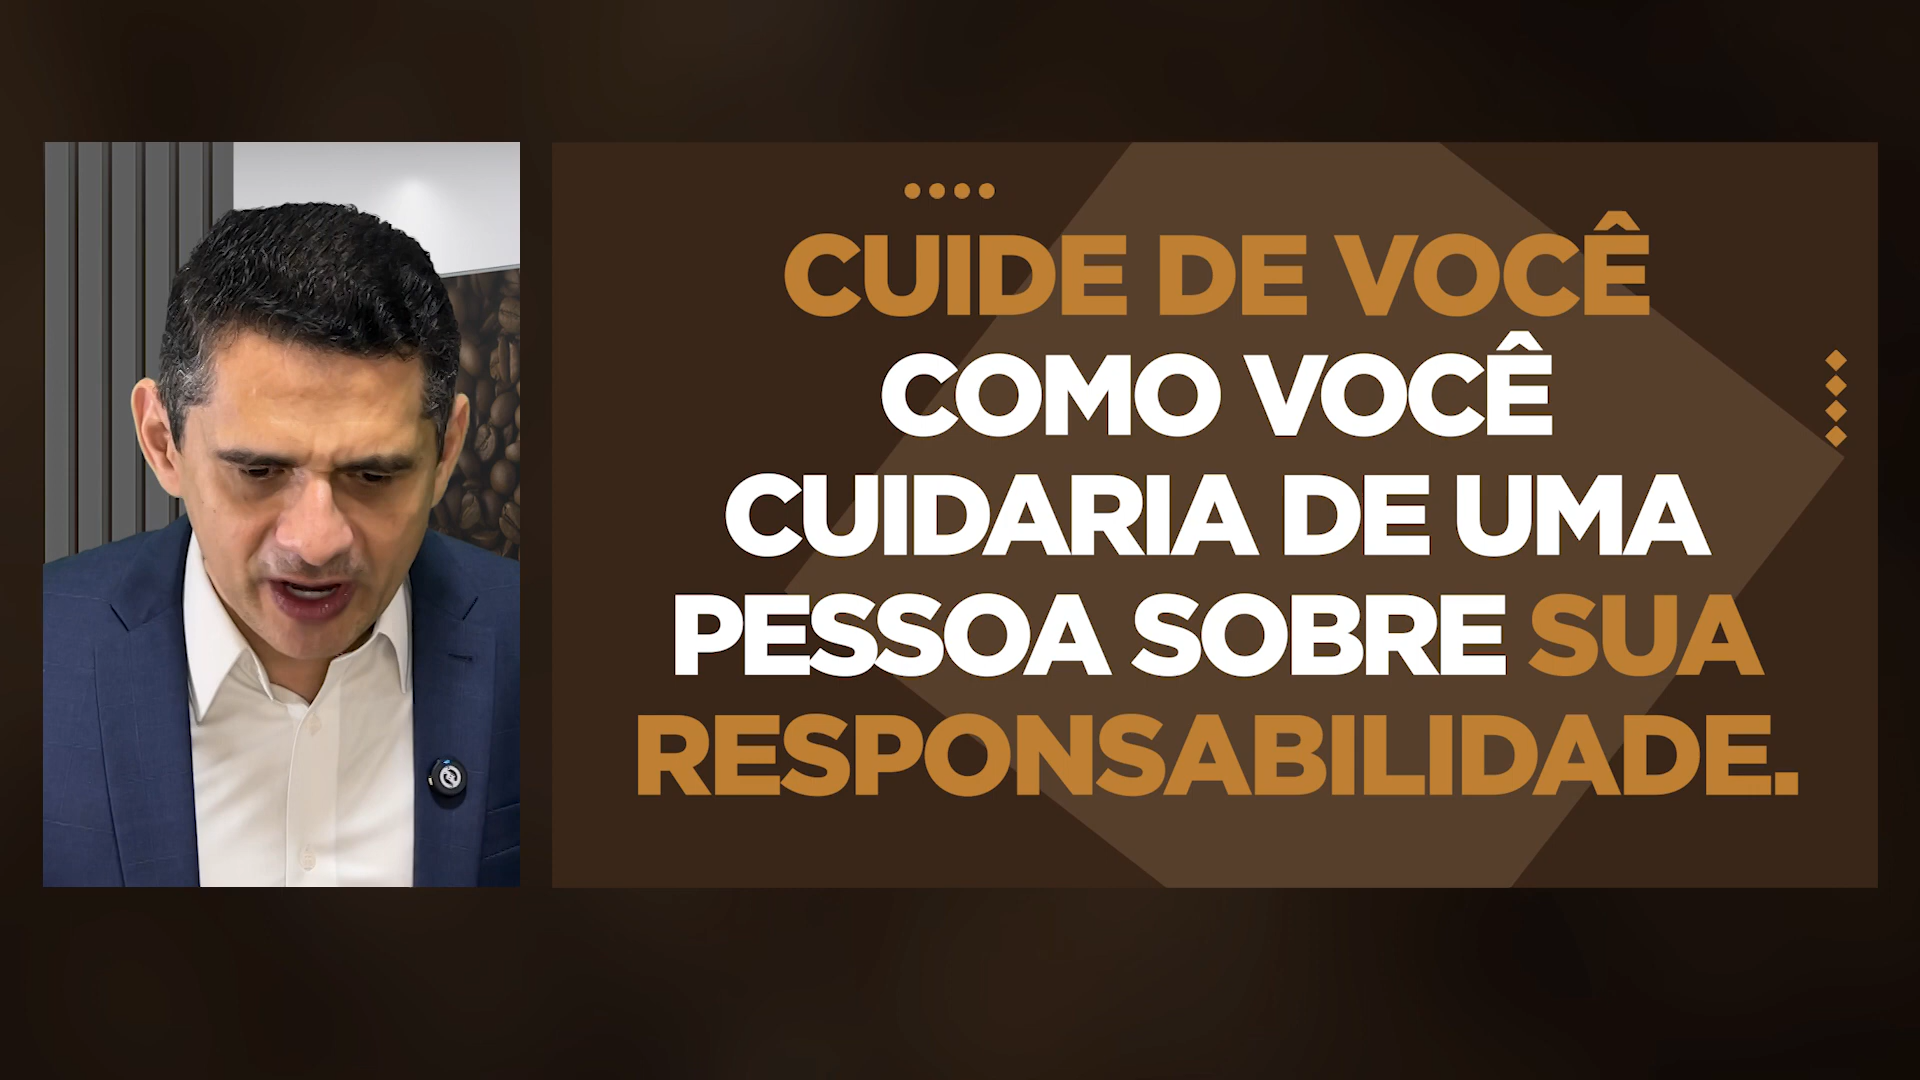 CUIDE DE VOCÊ
COMO VOCÊ
CUIDARIA DE UMA
PESSOA SOBRE SUA
RESPONSABILIDADE.